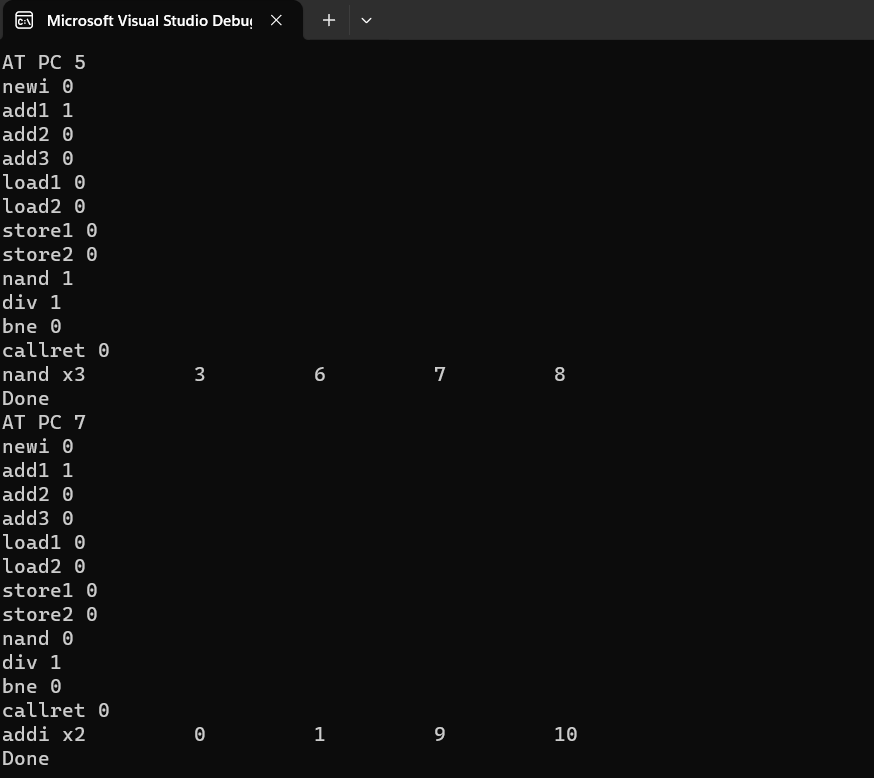 Microsoft Visual Studio Debu
AT PC 5
newi 0
add1 1
add2 0
add3 0
load1 0
load2 0
store1 0
store2 0
nand 1
div 1
bne 0
callret 0
nand x3 3 6 7 8
Done
AT PC 7
newi 0
add1 1
add2 0
add3 0
load1 0
load2 0
store1 0
store2 0
nand 0
div 1
bne 0
callret 0
addi x2 0 1 9 10
Done